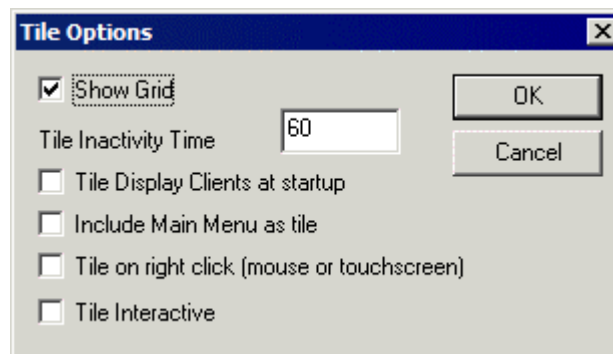 Tile Options
Show Grid
OK
Tile Inactivity Time
60
Cancel
Tile Display Clients at startup
Include Main Menu as tile
Tile on right click (mouse or touchscreen)
Tile Interactive